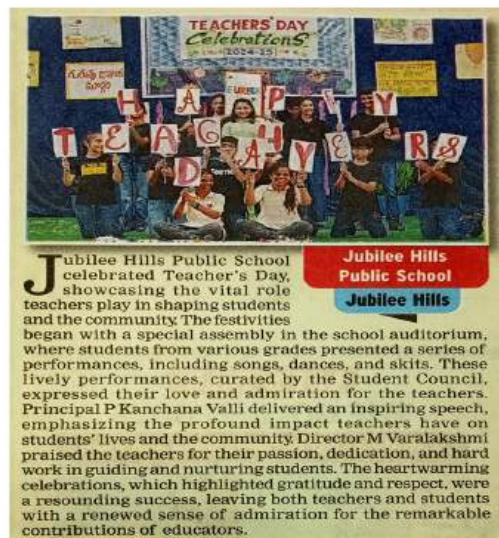 TEACHERS' DAY
Celebrations
2024-25
H A P P Y
T E A C H E R S
D A Y
Jubilee Hills
Public School
Jubilee Hills
Jubilee Hills Public School
celebrated Teacher's Day,
showcasing the vital role
teachers play in shaping students
and the community. The festivities
began with a special assembly in the school auditorium,
where students from various grades presented a series of
performances, including songs, dances, and skits. These
lively performances, curated by the Student Council,
expressed their love and admiration for the teachers.
Principal P Kanchana Valli delivered an inspiring speech,
emphasizing the profound impact teachers have on
students' lives and the community. Director M Varalakshmi
praised the teachers for their passion, dedication, and hard
work in guiding and nurturing students. The heartwarming
celebrations, which highlighted gratitude and respect, were
a resounding success, leaving both teachers and students
with a renewed sense of admiration for the remarkable
contributions of educators.